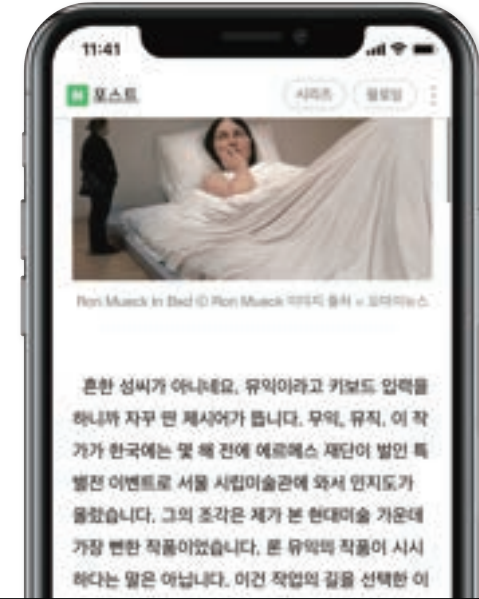 11:41
N 포스트
시리즈
팔로잉
Ron Mueck In Bed © Ron Mueck 이미지 출처 = 오마이뉴스
흔한 성씨가 아니네요. 뮤익이라고 키보드 입력을
하니까 자꾸 딴 제시어가 뜹니다. 무익, 뮤직. 이 작
가가 한국에는 몇 해 전에 에르메스 재단이 벌인 특
별전 이벤트로 서울 시립미술관에 와서 인지도가
올랐습니다. 그의 조각은 제가 본 현대미술 가운데
가장 뻔한 작품이었습니다. 론 뮤익의 작품이 시시
하다는 말은 아닙니다. 이건 작업의 길을 선택한 이